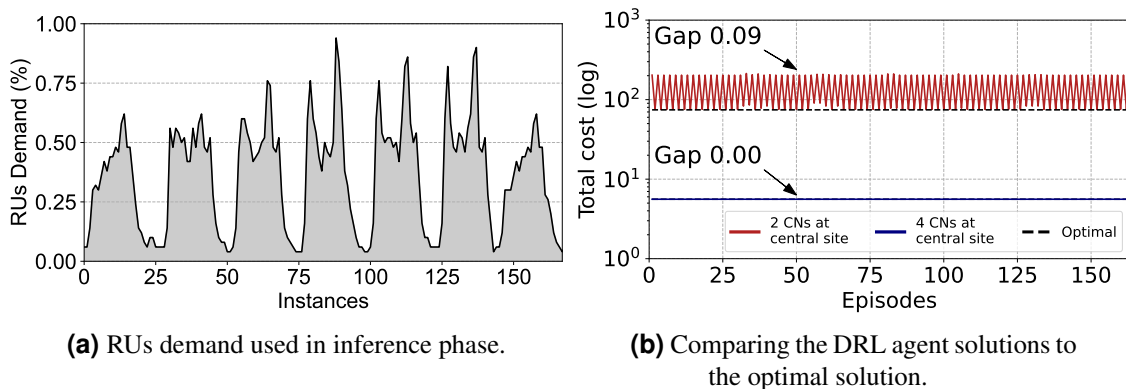 1.00
0.75
0.50
0.25
0.00
RUs Demand (%)
0 25 50 75 100 125 150
Instances
(a) RUs demand used in inference phase.
10³
10²
10¹
10⁰
Total cost (log)
Gap 0.09
Gap 0.00
2 CNs at
central site
4 CNs at
central site
Optimal
0 25 50 75 100 125 150
Episodes
(b) Comparing the DRL agent solutions to
the optimal solution.